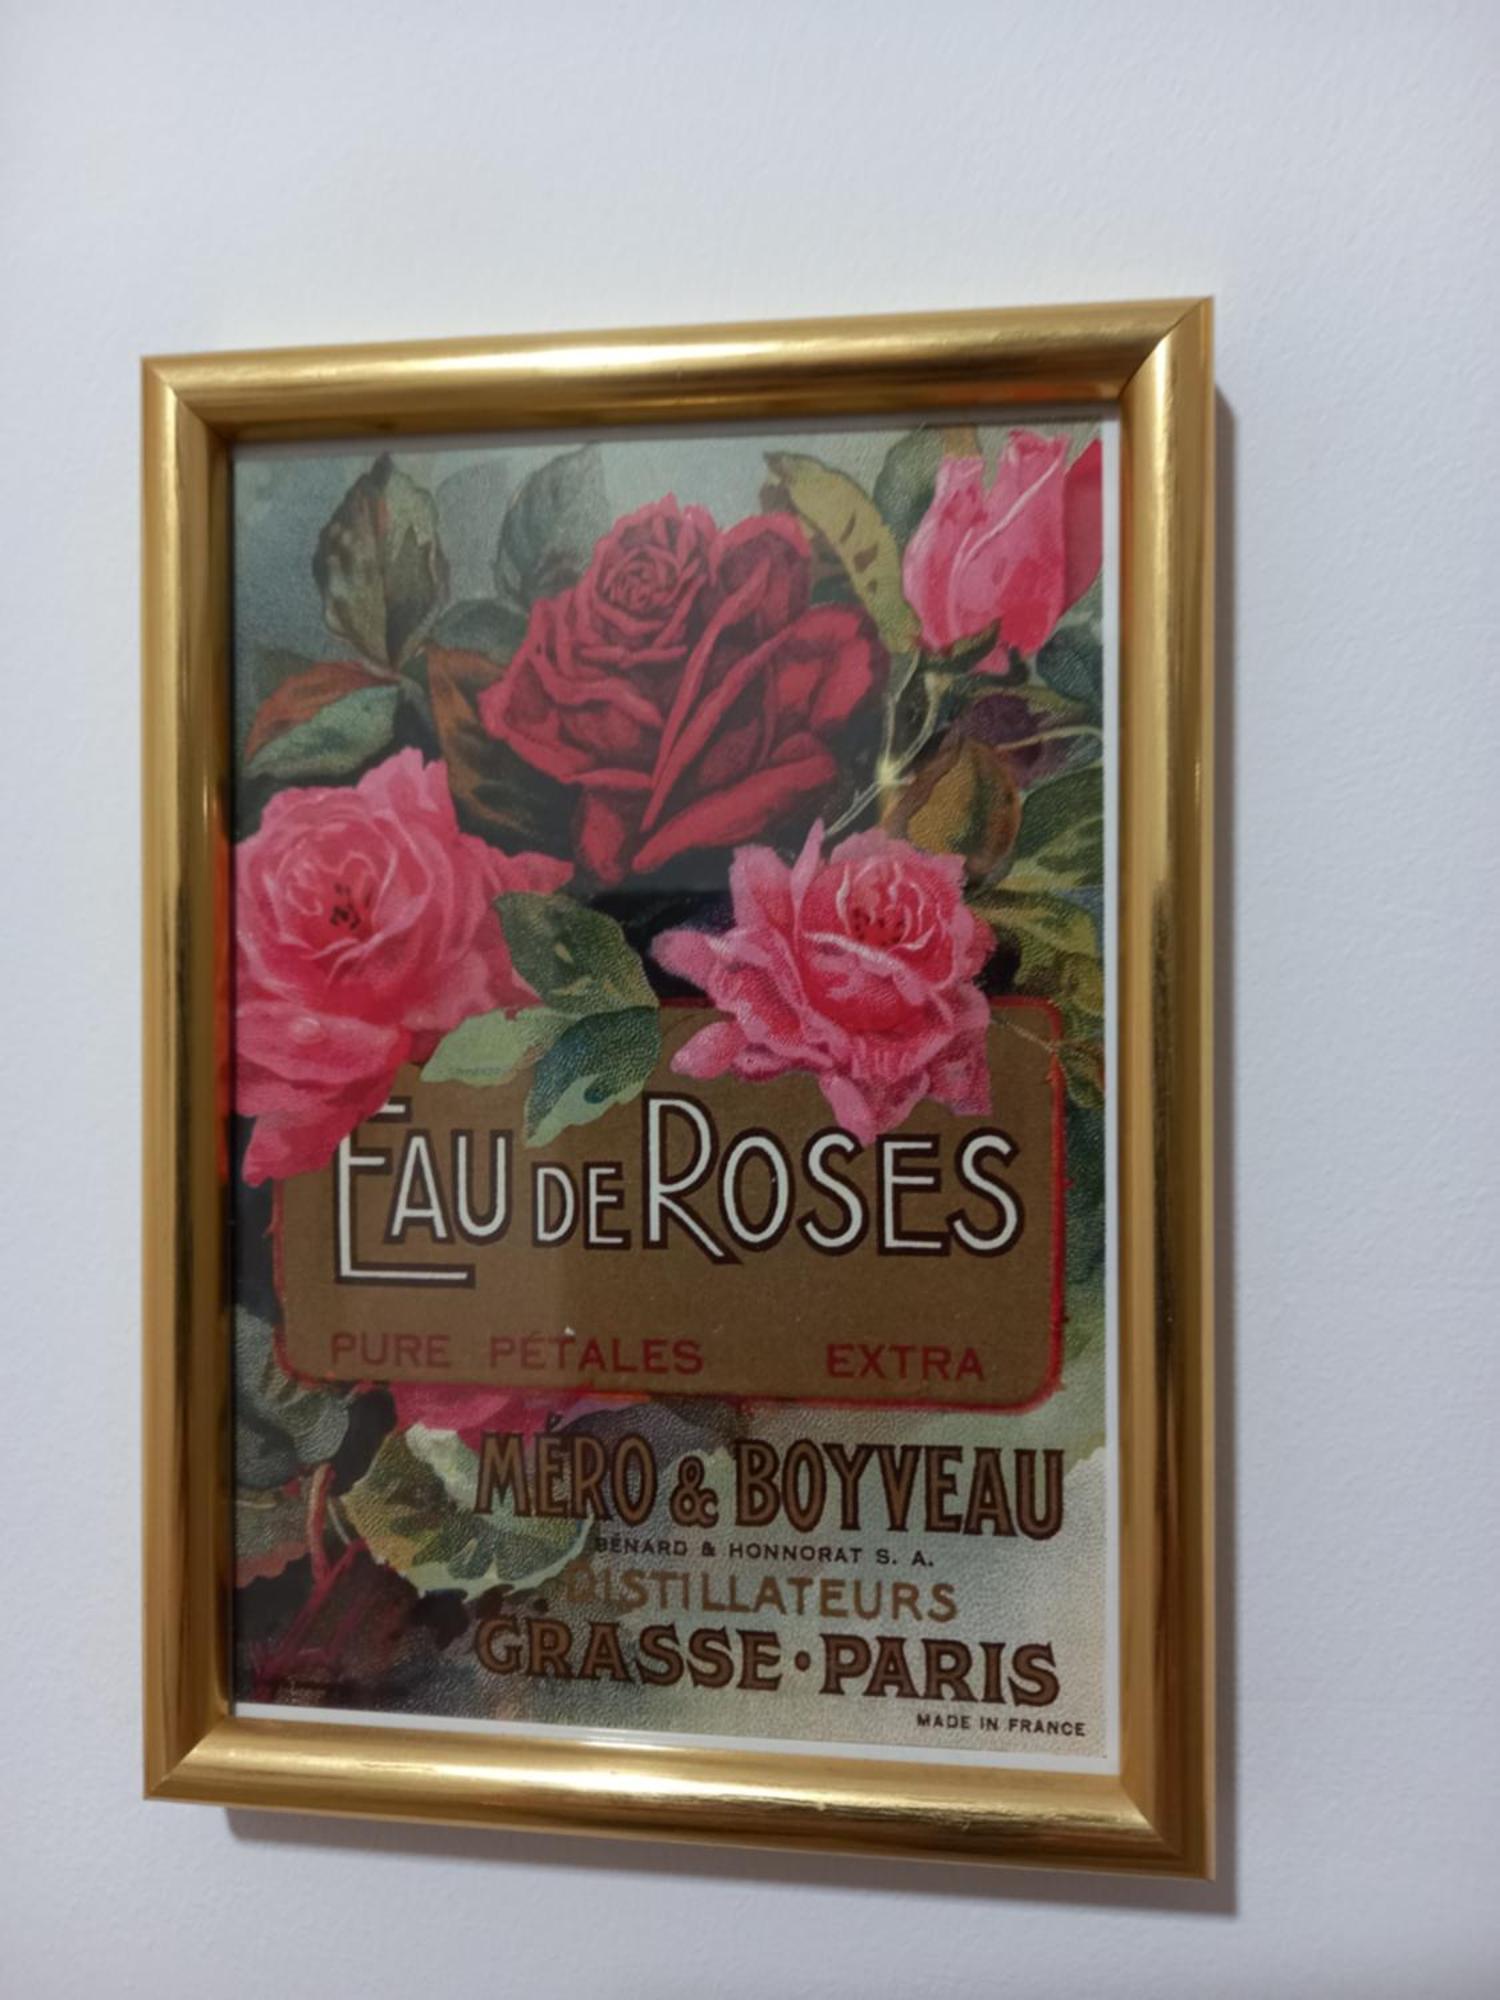 EAU DE ROSES
PURE PÉTALES EXTRA
MÉRO & BOYVEAU
BÉNARD & HONNORAT S. A.
DISTILLATEURS
GRASSE • PARIS
MADE IN FRANCE